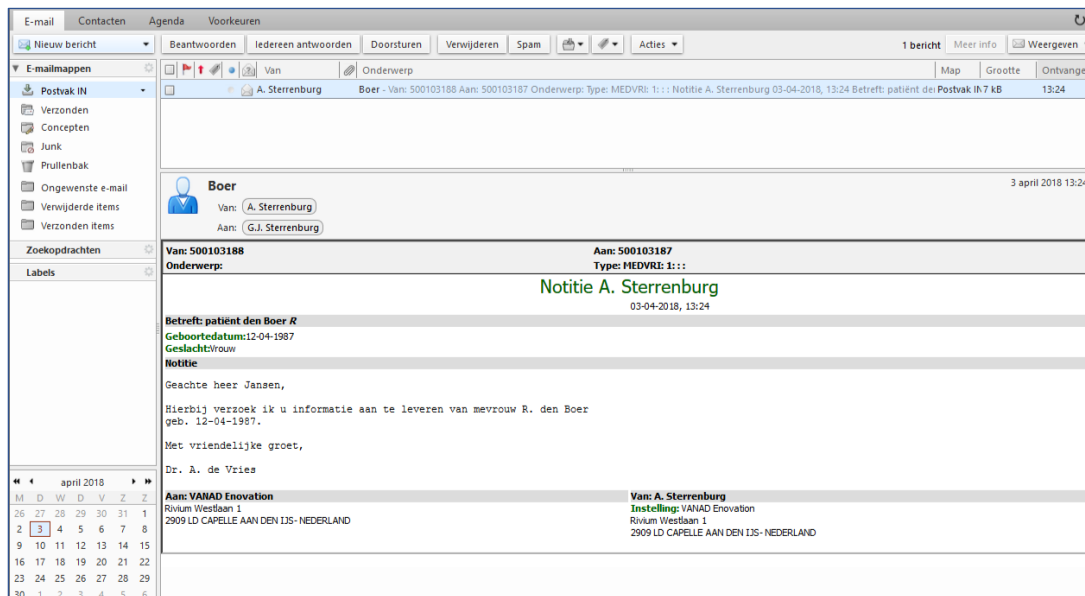 E-mail Contacten Agenda Voorkeuren
Nieuw bericht Beantwoorden Iedereen antwoorden Doorsturen Verwijderen Spam Acties 1 bericht Meer info Weergeven
E-mailmappen
Postvak IN
Verzonden
Concepten
Junk
Prullenbak
Ongewenste e-mail
Verwijderde items
Verzonden items
Zoekopdrachten
Labels
Van Onderwerp Map Grootte Ontvange
A. Sterrenburg Boer - Van: 500103188 Aan: 500103187 Onderwerp: Type: MEDVRI: 1: : : Notitie A. Sterrenburg 03-04-2018, 13:24 Betreft: patiënt de Postvak IN 7 kB 13:24
Boer 3 april 2018 13:24
Van: A. Sterrenburg
Aan: G.J. Sterrenburg
Van: 500103188 Aan: 500103187
Onderwerp: Type: MEDVRI: 1: : :
Notitie A. Sterrenburg
03-04-2018, 13:24
Betreft: patiënt den Boer R
Geboortedatum:12-04-1987
Geslacht:Vrouw
Notitie
Geachte heer Jansen,
Hierbij verzoek ik u informatie aan te leveren van mevrouw R. den Boer
geb. 12-04-1987.
Met vriendelijke groet,
Dr. A. de Vries
Aan: VANAD Enovation Van: A. Sterrenburg
Rivium Westlaan 1 Instelling: VANAD Enovation
2909 LD CAPELLE AAN DEN IJS- NEDERLAND Rivium Westlaan 1
2909 LD CAPELLE AAN DEN IJS- NEDERLAND
april 2018
M D W D V Z Z
26 27 28 29 30 31 1
2 3 4 5 6 7 8
9 10 11 12 13 14 15
16 17 18 19 20 21 22
23 24 25 26 27 28 29
30 1 2 3 4 5 6